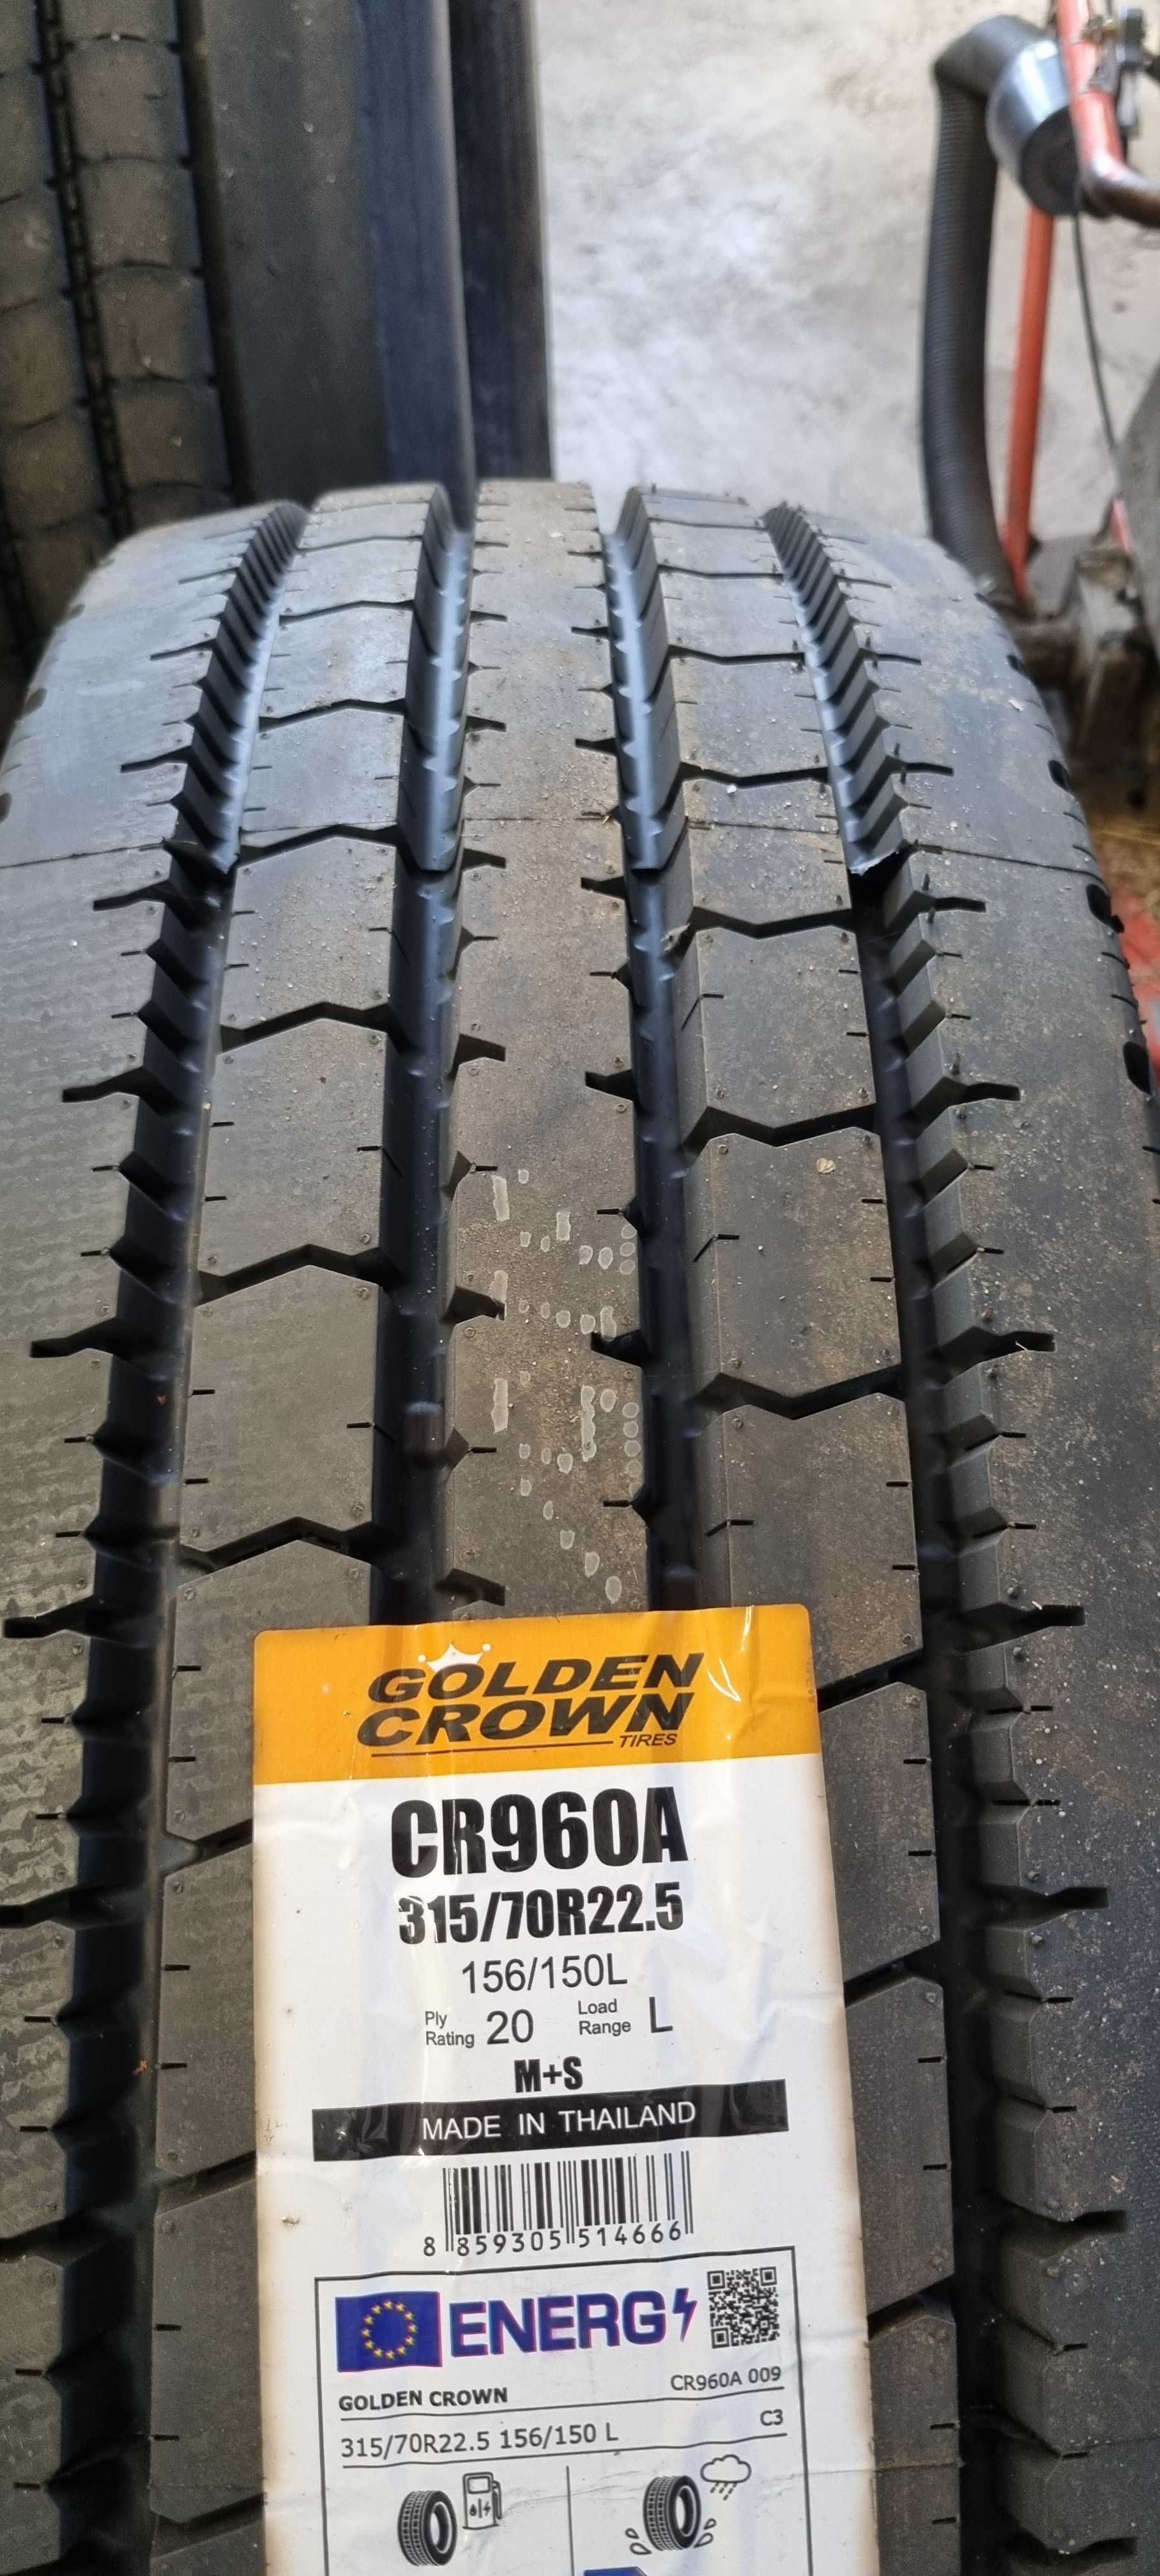 GOLDEN
CROWN
TIRES
CR960A
315/70R22.5
156/150L
Ply Rating 20 Load Range L
M+S
MADE IN THAILAND
8 859305 514666
ENERG
GOLDEN CROWN CR960A 009
315/70R22.5 156/150 L C3